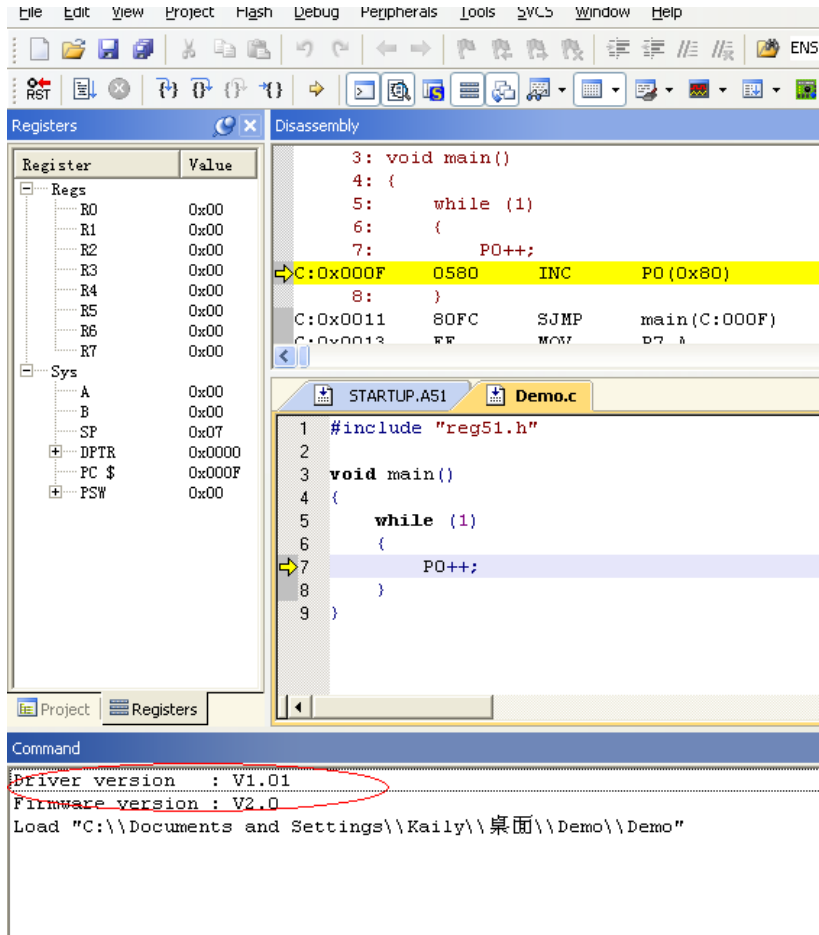 File Edit View Project Flash Debug Peripherals Tools SVCS Window Help
ENS
RST
Registers
Register Value
Regs
R0 0x00
R1 0x00
R2 0x00
R3 0x00
R4 0x00
R5 0x00
R6 0x00
R7 0x00
Sys
A 0x00
B 0x00
SP 0x07
DPTR 0x0000
PC $ 0x000F
PSW 0x00
Project Registers
Disassembly
3: void main()
4: {
5: while (1)
6: {
7: P0++;
C:0x000F 0580 INC P0(0x80)
8: }
C:0x0011 80FC SJMP main(C:000F)
C:0x0013 FF MOV R7,A
STARTUP.A51 Demo.c
1 #include "reg51.h"
2
3 void main()
4 {
5 while (1)
6 {
7 P0++;
8 }
9 }
Command
Driver version : V1.01
Firmware version : V2.0
Load "C:\\Documents and Settings\\Kaily\\桌面\\Demo\\Demo"